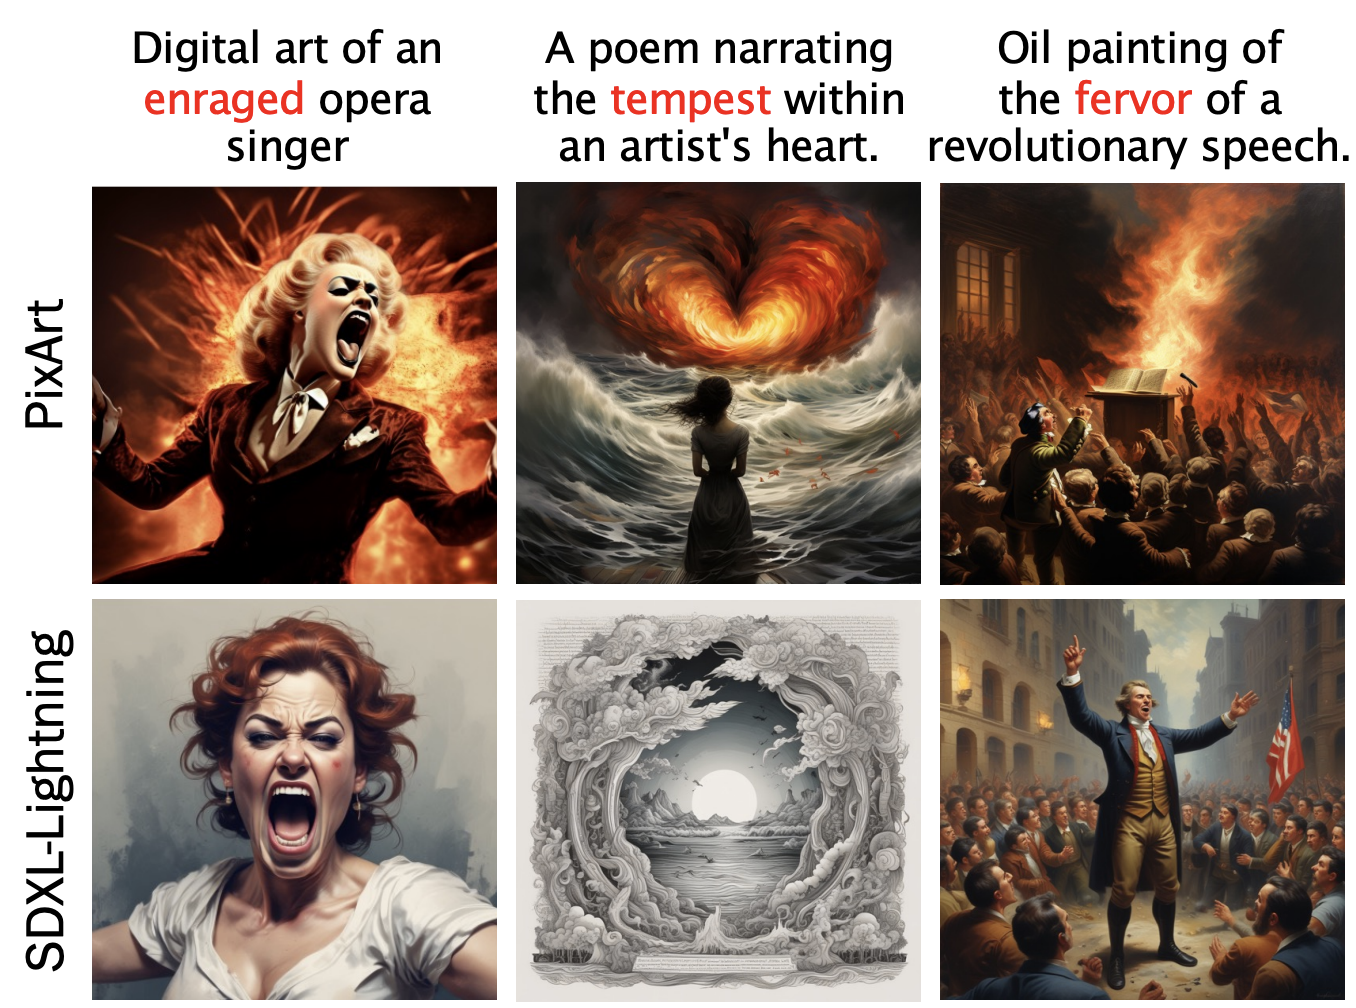 Digital art of an
enraged opera
singer
A poem narrating
the tempest within
an artist's heart.
Oil painting of
the fervor of a
revolutionary speech.
PixArt
SDXL-Lightning